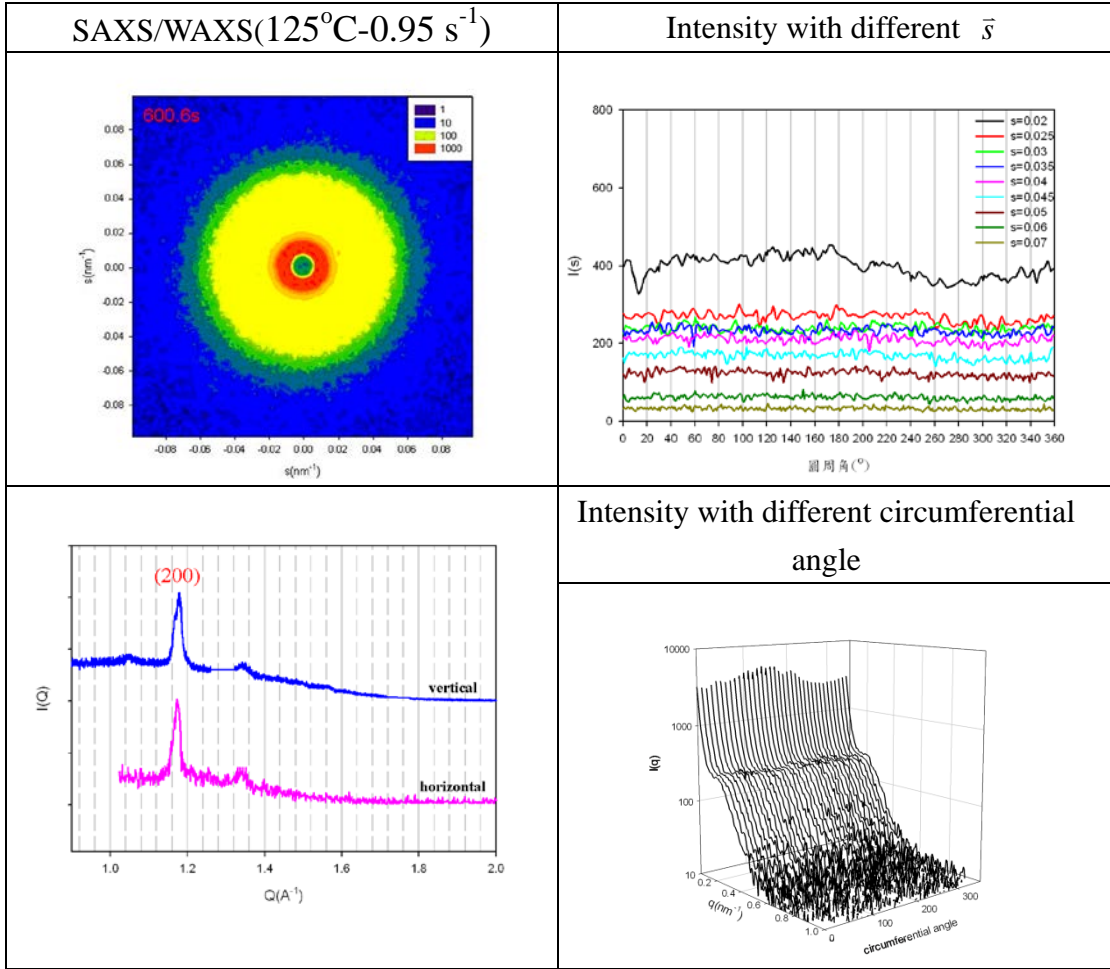 SAXS/WAXS(125°C-0.95 s⁻¹)
Intensity with different s⃗
600.6s
1
10
100
1000
0.08
0.06
0.04
0.02
0.00
-0.02
-0.04
-0.06
-0.08
s(nm⁻¹)
-0.08 -0.06 -0.04 -0.02 0.00 0.02 0.04 0.06 0.08
s(nm⁻¹)
800
600
400
200
0
I(s)
s=0.02
s=0.025
s=0.03
s=0.035
s=0.04
s=0.045
s=0.05
s=0.06
s=0.07
0 20 40 60 80 100 120 140 160 180 200 220 240 260 280 300 320 340 360
圓周角(°)
(200)
vertical
horizontal
I(Q)
1.0 1.2 1.4 1.6 1.8 2.0
Q(A⁻¹)
Intensity with different circumferential
angle
10000
1000
100
10
I(q)
0.2 0.4 0.6 0.8 1.0
q(nm⁻¹)
0 100 200 300
circumferential angle